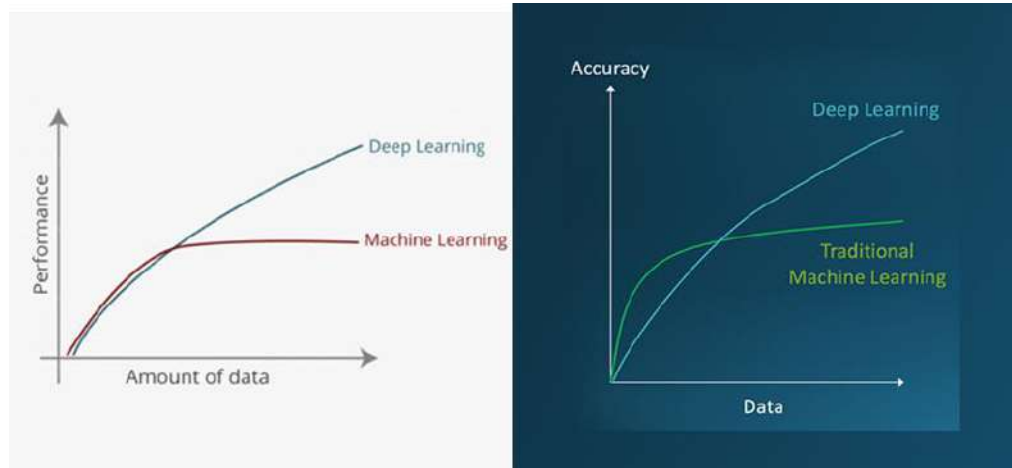 Performance
Deep Learning
Machine Learning
Amount of data
Accuracy
Deep Learning
Traditional
Machine Learning
Data